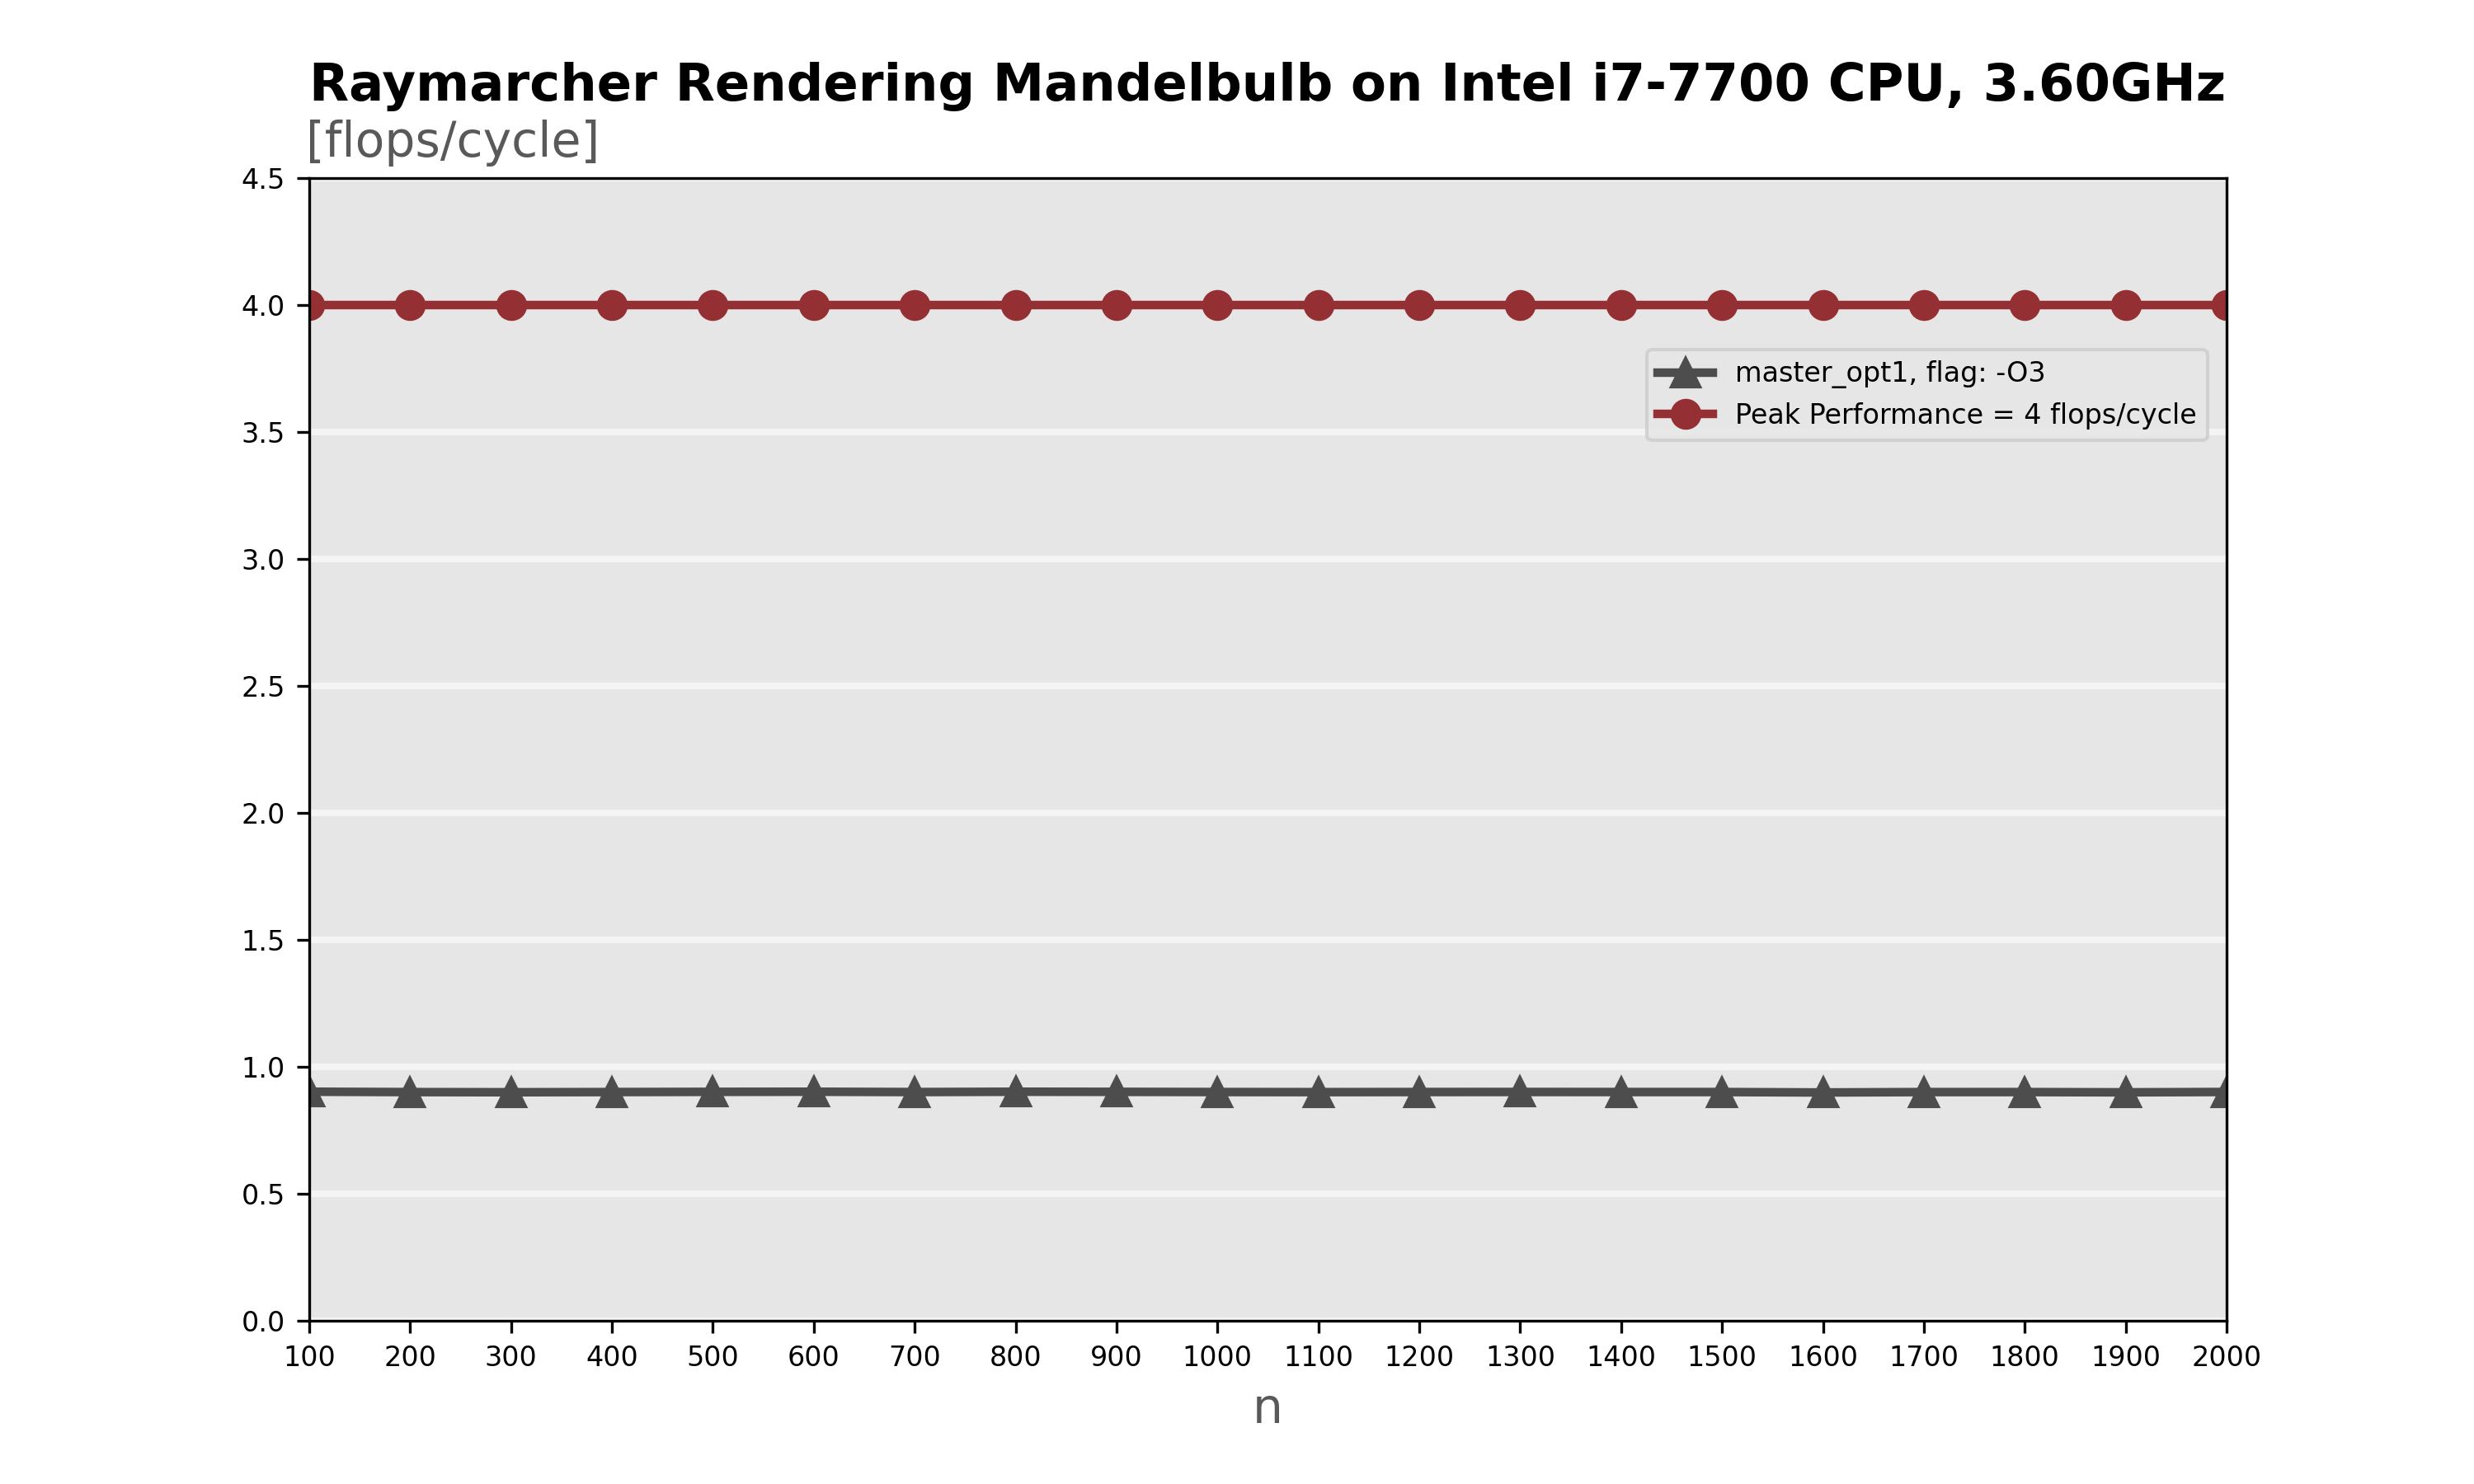 Raymarcher Rendering Mandelbulb on Intel i7-7700 CPU, 3.60GHz
[flops/cycle]
4.5
4.0
master_opt1, flag: -O3
Peak Performance = 4 flops/cycle
3.5
3.0
2.5
2.0
1.5
1.0
0.5
0.0
100 200 300 400 500 600 700 800 900 1000 1100 1200 1300 1400 1500 1600 1700 1800 1900 2000
n